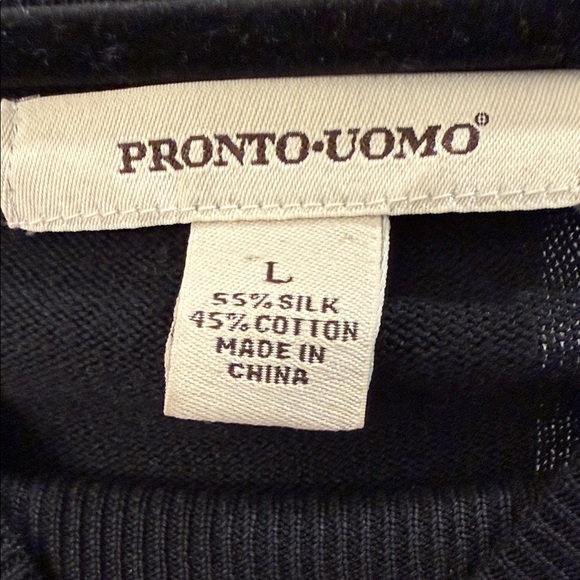 PRONTO•UOMO®
L
55% SILK
45% COTTON
MADE IN
CHINA